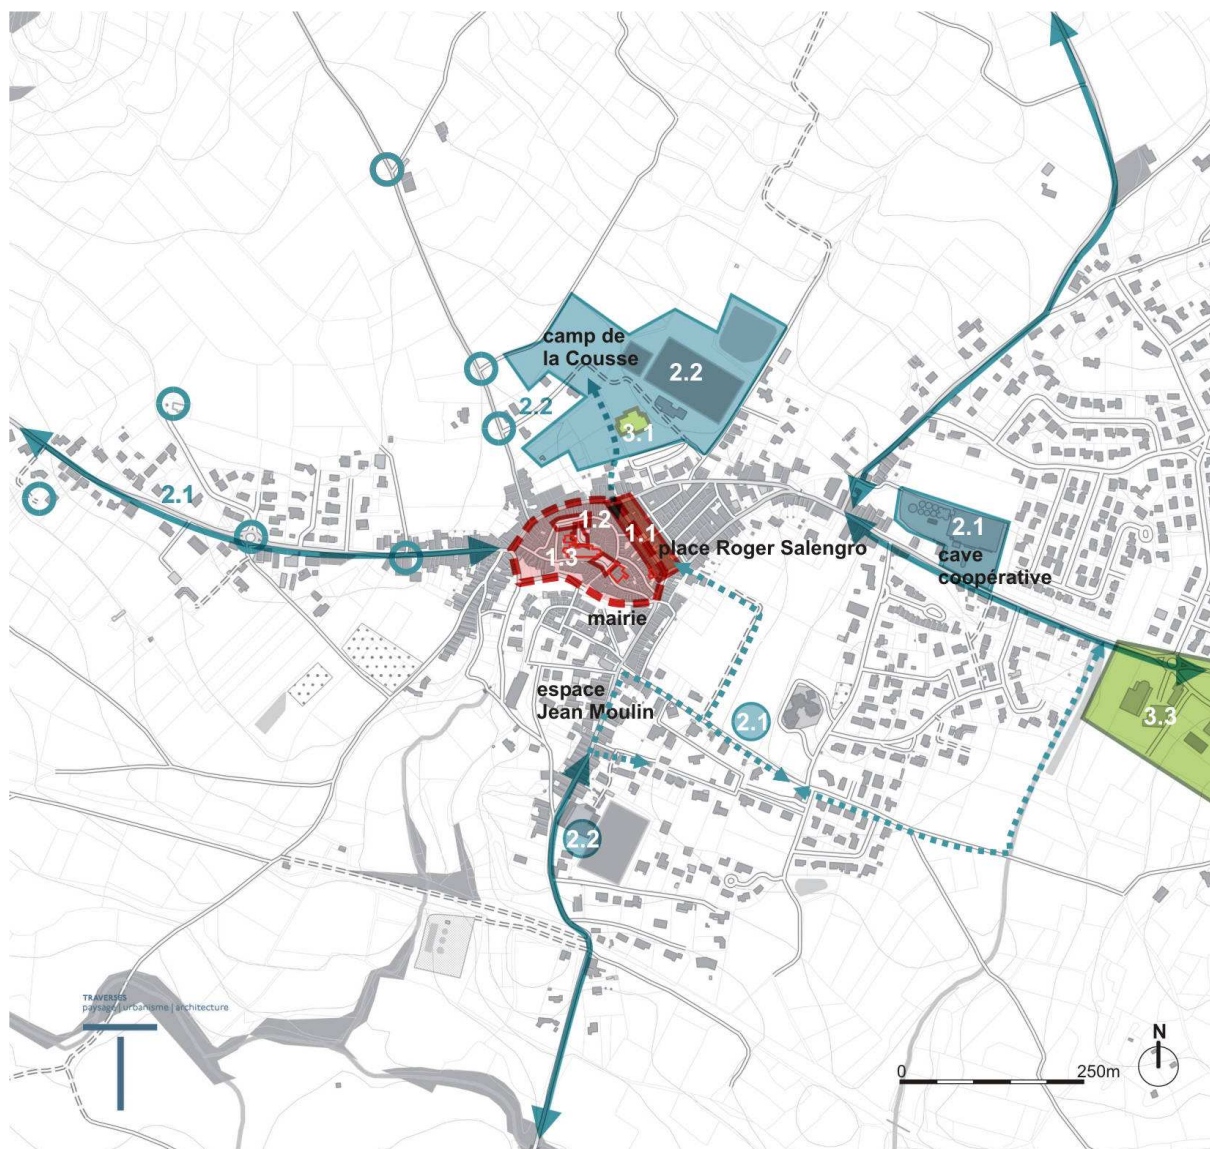 camp de
la Cousse
2.2
2.2
3.1
2.1
1.2
1.1
1.3
place Roger Salengro
2.1
cave
coopérative
mairie
espace
Jean Moulin
2.1
3.3
2.2
TRAVERSES
paysage | urbanisme | architecture
N
0 250m